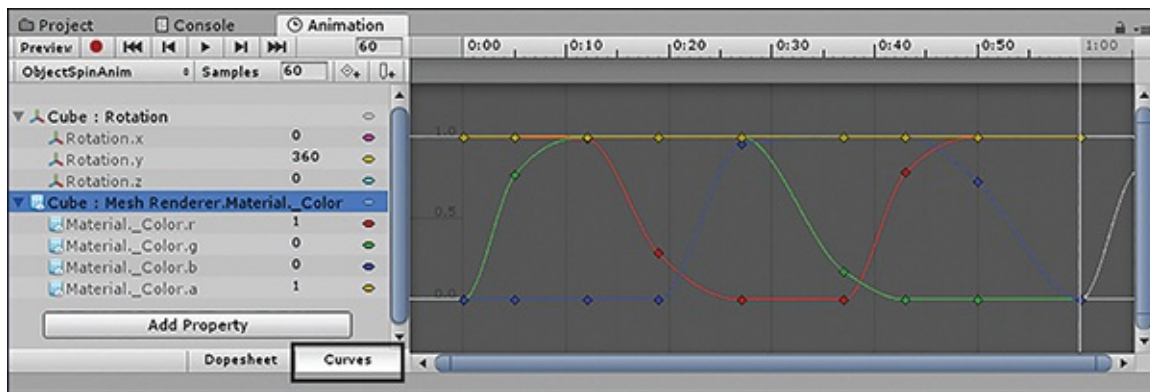 Project Console Animation
Preview 60 0:00 0:10 0:20 0:30 0:40 0:50 1:00
ObjectSpinAnim Samples 60
Cube : Rotation
Rotation.x 0
Rotation.y 360
Rotation.z 0
Cube : Mesh Renderer.Material._Color
Material._Color.r 1
Material._Color.g 0
Material._Color.b 0
Material._Color.a 1
1.0
0.5
0.0
Add Property
Dopesheet Curves